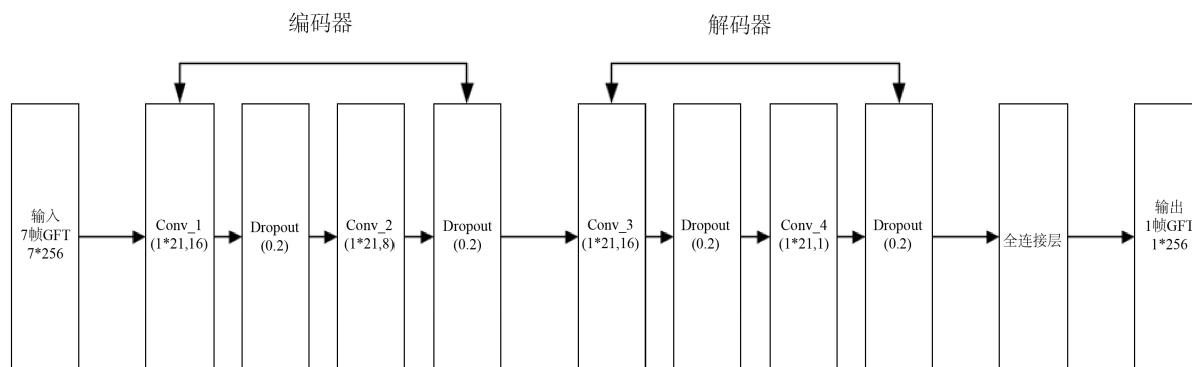 编码器
解码器
输入
7帧GFT
7*256
Conv_1
(1*21,16)
Dropout
(0.2)
Conv_2
(1*21,8)
Dropout
(0.2)
Conv_3
(1*21,16)
Dropout
(0.2)
Conv_4
(1*21,1)
Dropout
(0.2)
全连接层
输出
1帧GFT
1*256